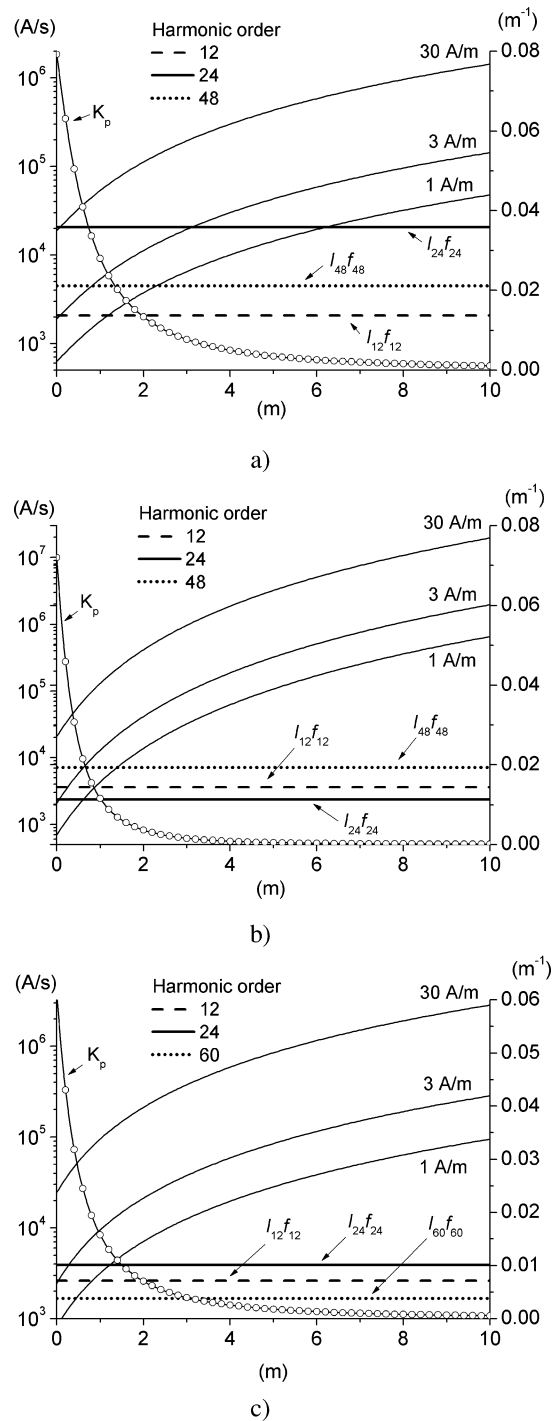 (A/s) Harmonic order (m⁻¹)
12
24
48
0.08
0.06
0.04
0.02
0.00
10⁶
10⁵
10⁴
10³
Kp
30 A/m
3 A/m
1 A/m
I₂₄f₂₄
I₄₈f₄₈
I₁₂f₁₂
0 2 4 6 8 10
(m)
a)
(A/s) Harmonic order (m⁻¹)
12
24
48
0.08
0.06
0.04
0.02
0.00
10⁷
10⁶
10⁵
10⁴
10³
Kp
30 A/m
3 A/m
1 A/m
I₁₂f₁₂
I₄₈f₄₈
I₂₄f₂₄
0 2 4 6 8 10
(m)
b)
(A/s) Harmonic order (m⁻¹)
12
24
60
0.06
0.05
0.04
0.03
0.02
0.01
0.00
10⁶
10⁵
10⁴
10³
Kp
30 A/m
3 A/m
1 A/m
I₁₂f₁₂
I₂₄f₂₄
I₆₀f₆₀
0 2 4 6 8 10
(m)
c)